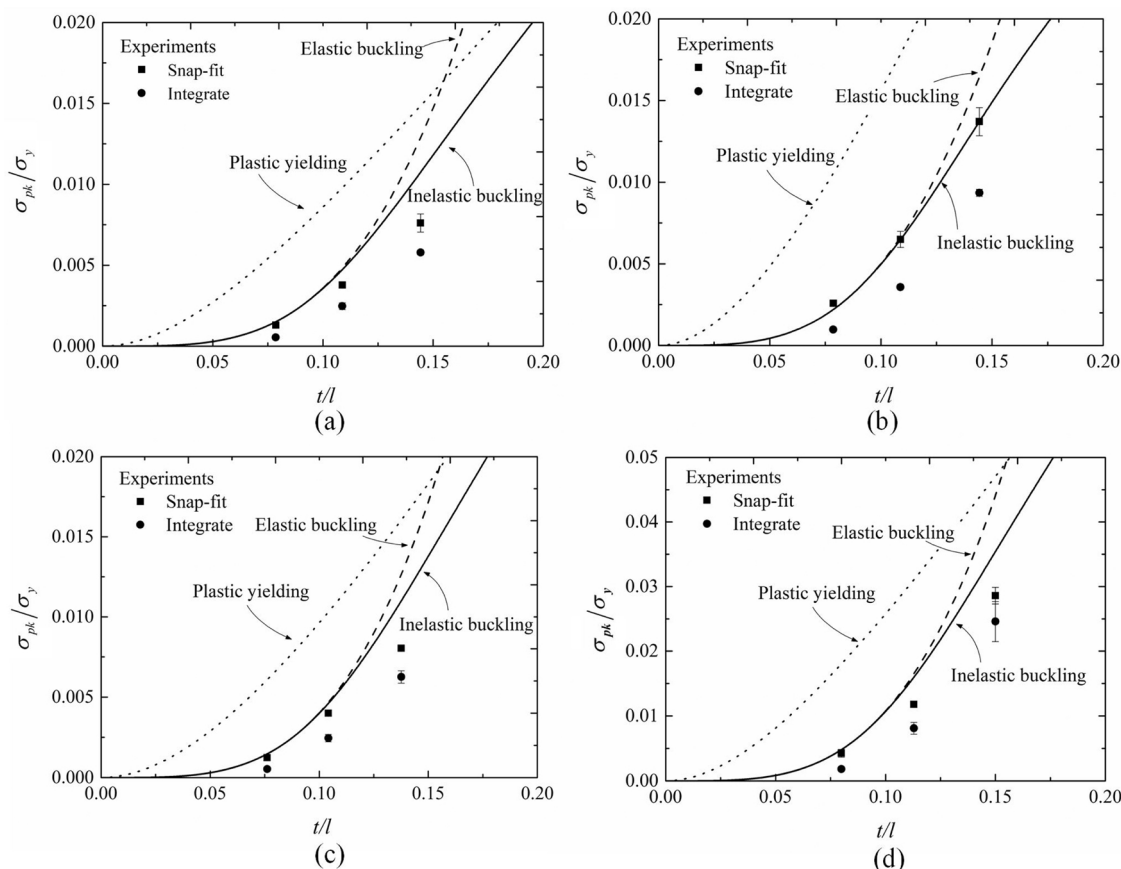 0.020
0.015
0.010
0.005
0.000
σpk/σy
Experiments
Snap-fit
Integrate
Elastic buckling
Plastic yielding
Inelastic buckling
0.00 0.05 0.10 0.15 0.20
t/l
(a)
0.020
0.015
0.010
0.005
0.000
σpk/σy
Experiments
Snap-fit
Integrate
Elastic buckling
Plastic yielding
Inelastic buckling
0.00 0.05 0.10 0.15 0.20
t/l
(b)
0.020
0.015
0.010
0.005
0.000
σpk/σy
Experiments
Snap-fit
Integrate
Elastic buckling
Plastic yielding
Inelastic buckling
0.00 0.05 0.10 0.15 0.20
t/l
(c)
0.05
0.04
0.03
0.02
0.01
0.00
σpk/σy
Experiments
Snap-fit
Integrate
Elastic buckling
Plastic yielding
Inelastic buckling
0.00 0.05 0.10 0.15 0.20
t/l
(d)